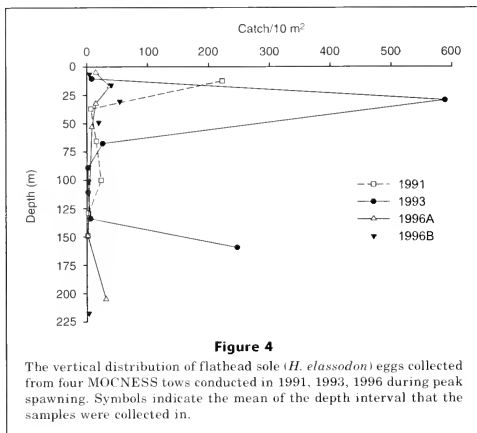 Catch/10 m²
0 100 200 300 400 500 600
0
25
50
75
100
125
150
175
200
225
Depth (m)
1991
1993
1996A
1996B
Figure 4
The vertical distribution of flathead sole (H. elassodon) eggs collected
from four MOCNESS tows conducted in 1991, 1993, 1996 during peak
spawning. Symbols indicate the mean of the depth interval that the
samples were collected in.